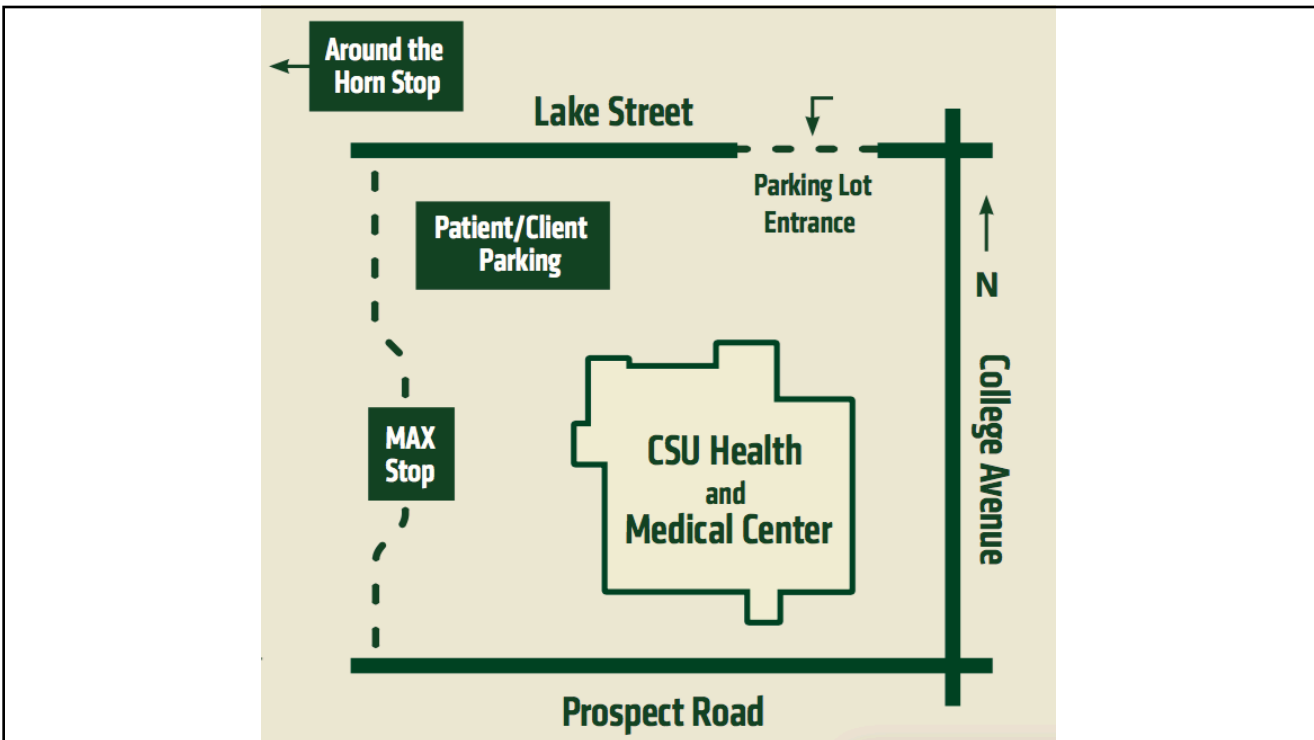 Around the
Horn Stop
Lake Street
Parking Lot
Entrance
Patient/Client
Parking
N
College Avenue
MAX
Stop
CSU Health
and
Medical Center
Prospect Road